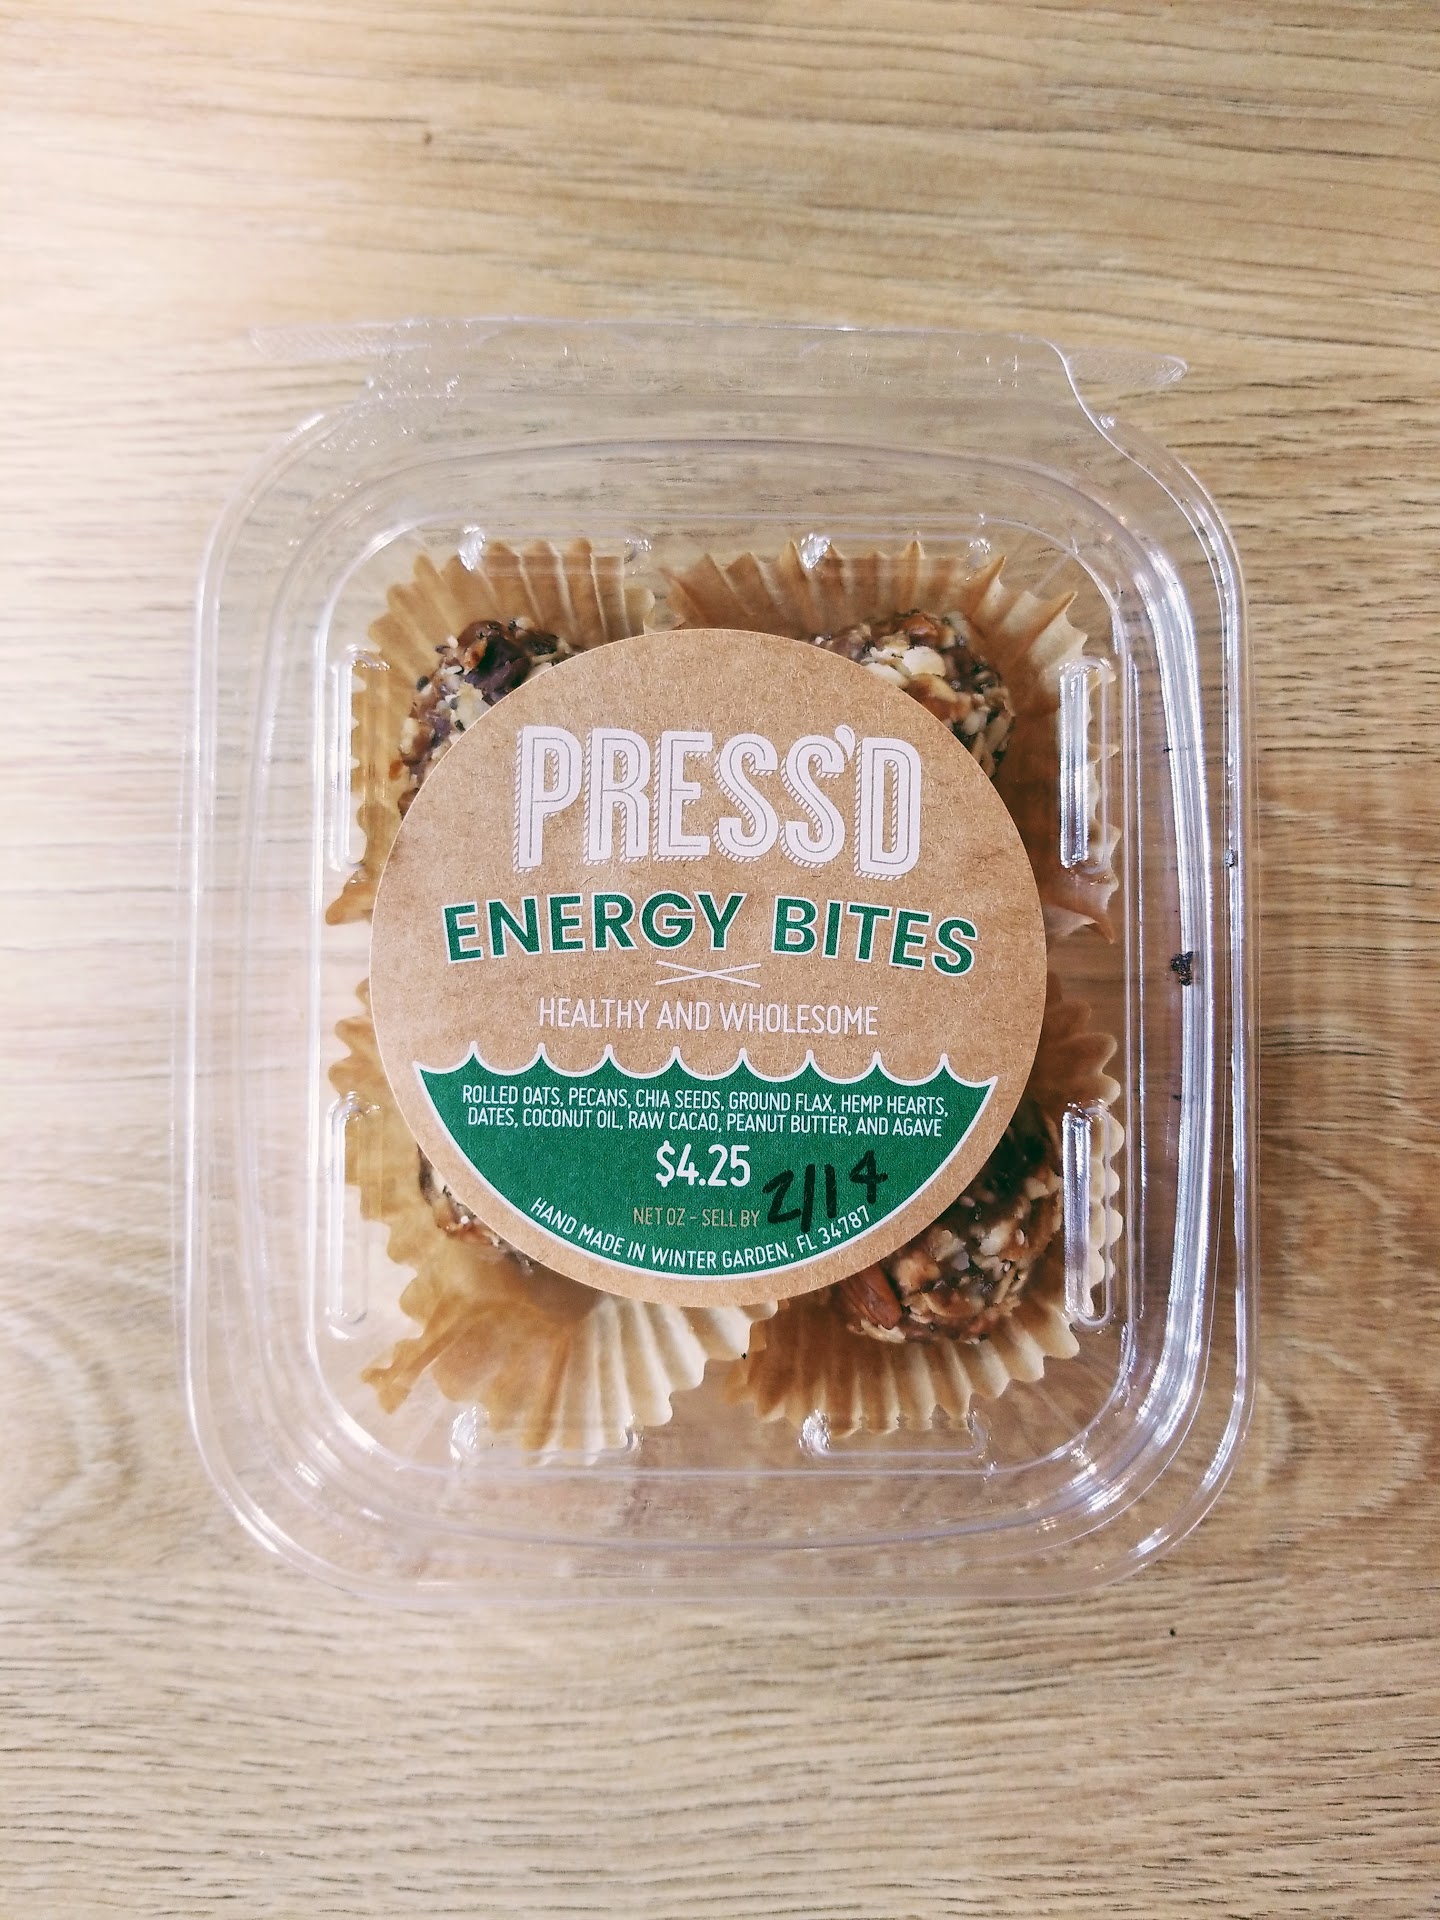 PRESS'D
ENERGY BITES
HEALTHY AND WHOLESOME
ROLLED OATS, PECANS, CHIA SEEDS, GROUND FLAX, HEMP HEARTS,
DATES, COCONUT OIL, RAW CACAO, PEANUT BUTTER, AND AGAVE
$4.25
NET OZ - SELL BY 2/14
HAND MADE IN WINTER GARDEN, FL 34787